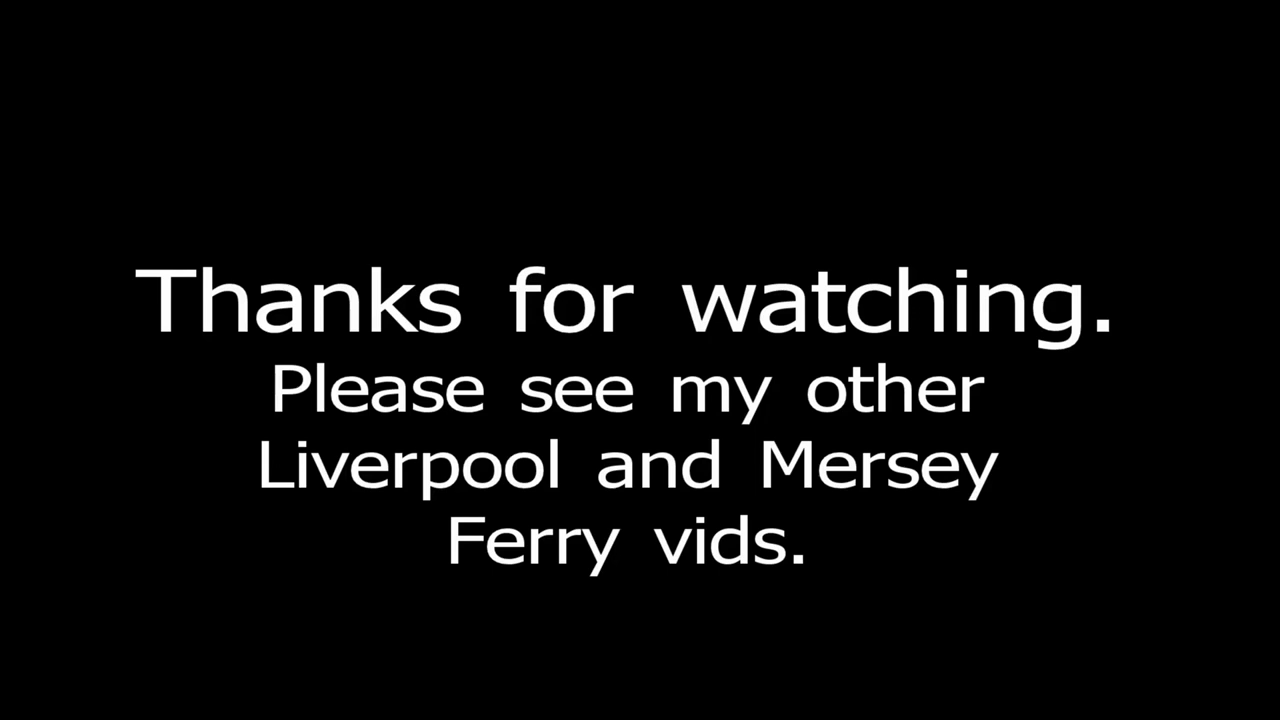 Thanks for watching.
Please see my other
Liverpool and Mersey
Ferry vids.